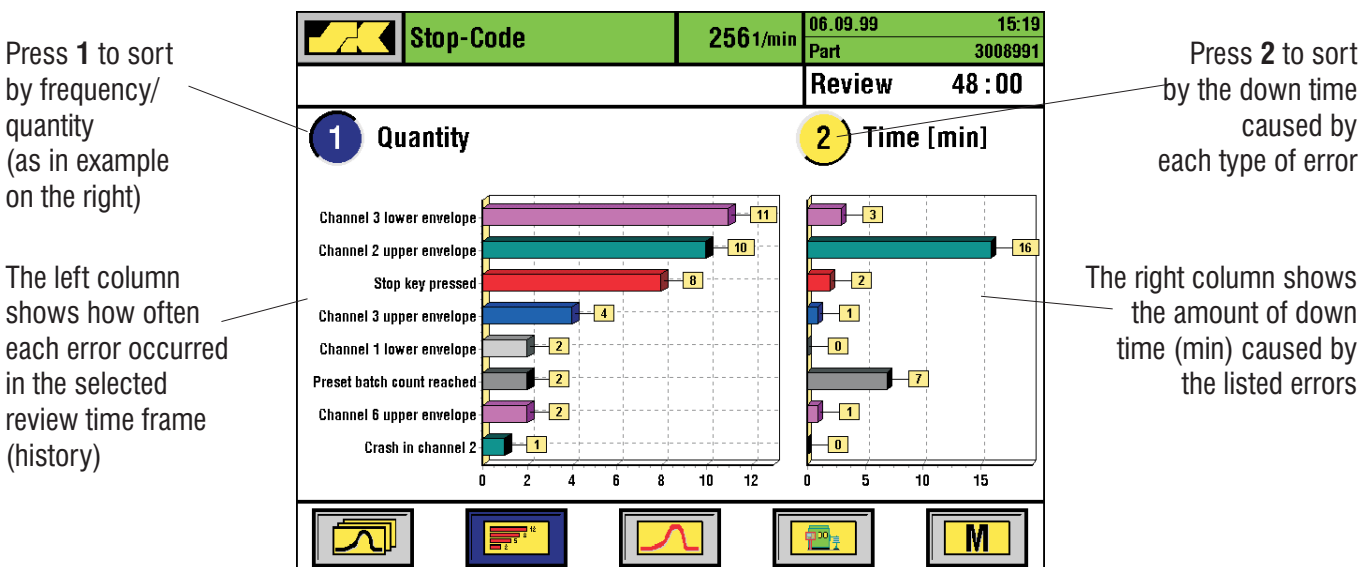 Press 1 to sort
by frequency/
quantity
(as in example
on the right)
The left column
shows how often
each error occurred
in the selected
review time frame
(history)
Stop-Code
256 1/min
06.09.99 15:19
Part 3008991
Review 48:00
1 Quantity
2 Time [min]
Channel 3 lower envelope 11 3
Channel 2 upper envelope 10 16
Stop key pressed 8 2
Channel 3 upper envelope 4 1
Channel 1 lower envelope 2 0
Preset batch count reached 2 7
Channel 6 upper envelope 2 1
Crash in channel 2 1 0
0 2 4 6 8 10 12
0 5 10 15
M
Press 2 to sort
by the down time
caused by
each type of error
The right column shows
the amount of down
time (min) caused by
the listed errors